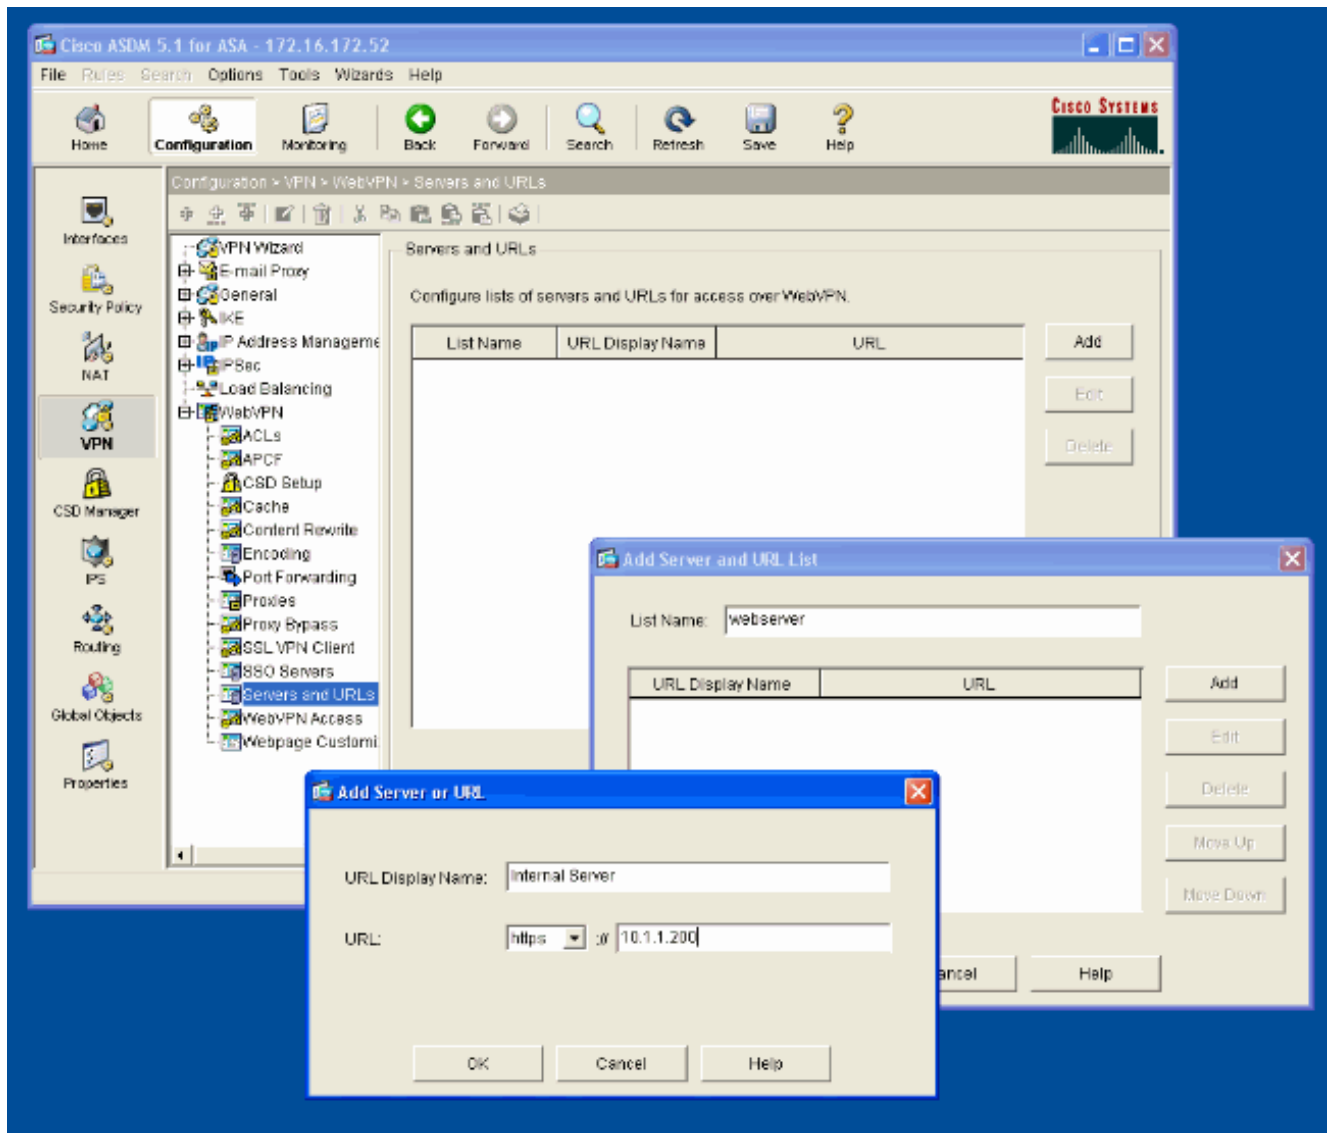 Cisco ASDM 5.1 for ASA - 172.16.172.52
File Rules Search Options Tools Wizards Help
Home Configuration Monitoring Back Forward Search Refresh Save Help
CISCO SYSTEMS
Configuration > VPN > WebVPN > Servers and URLs
Interfaces
Security Policy
NAT
VPN
CSD Manager
IPS
Routing
Global Objects
Properties
VPN Wizard
E-mail Proxy
General
IKE
IP Address Manageme
IPSec
Load Balancing
WebVPN
ACLs
APCF
CSD Setup
Cache
Content Rewrite
Encoding
Port Forwarding
Proxies
Proxy Bypass
SSL VPN Client
SSO Servers
Servers and URLs
WebVPN Access
Webpage Customi
Servers and URLs
Configure lists of servers and URLs for access over WebVPN.
List Name URL Display Name URL
Add
Edit
Delete
Add Server and URL List
List Name: webserver
URL Display Name URL
Add
Edit
Delete
Move Up
Move Down
ancel Help
Add Server or URL
URL Display Name: Internal Server
URL: https :// 10.1.1.200
OK Cancel Help